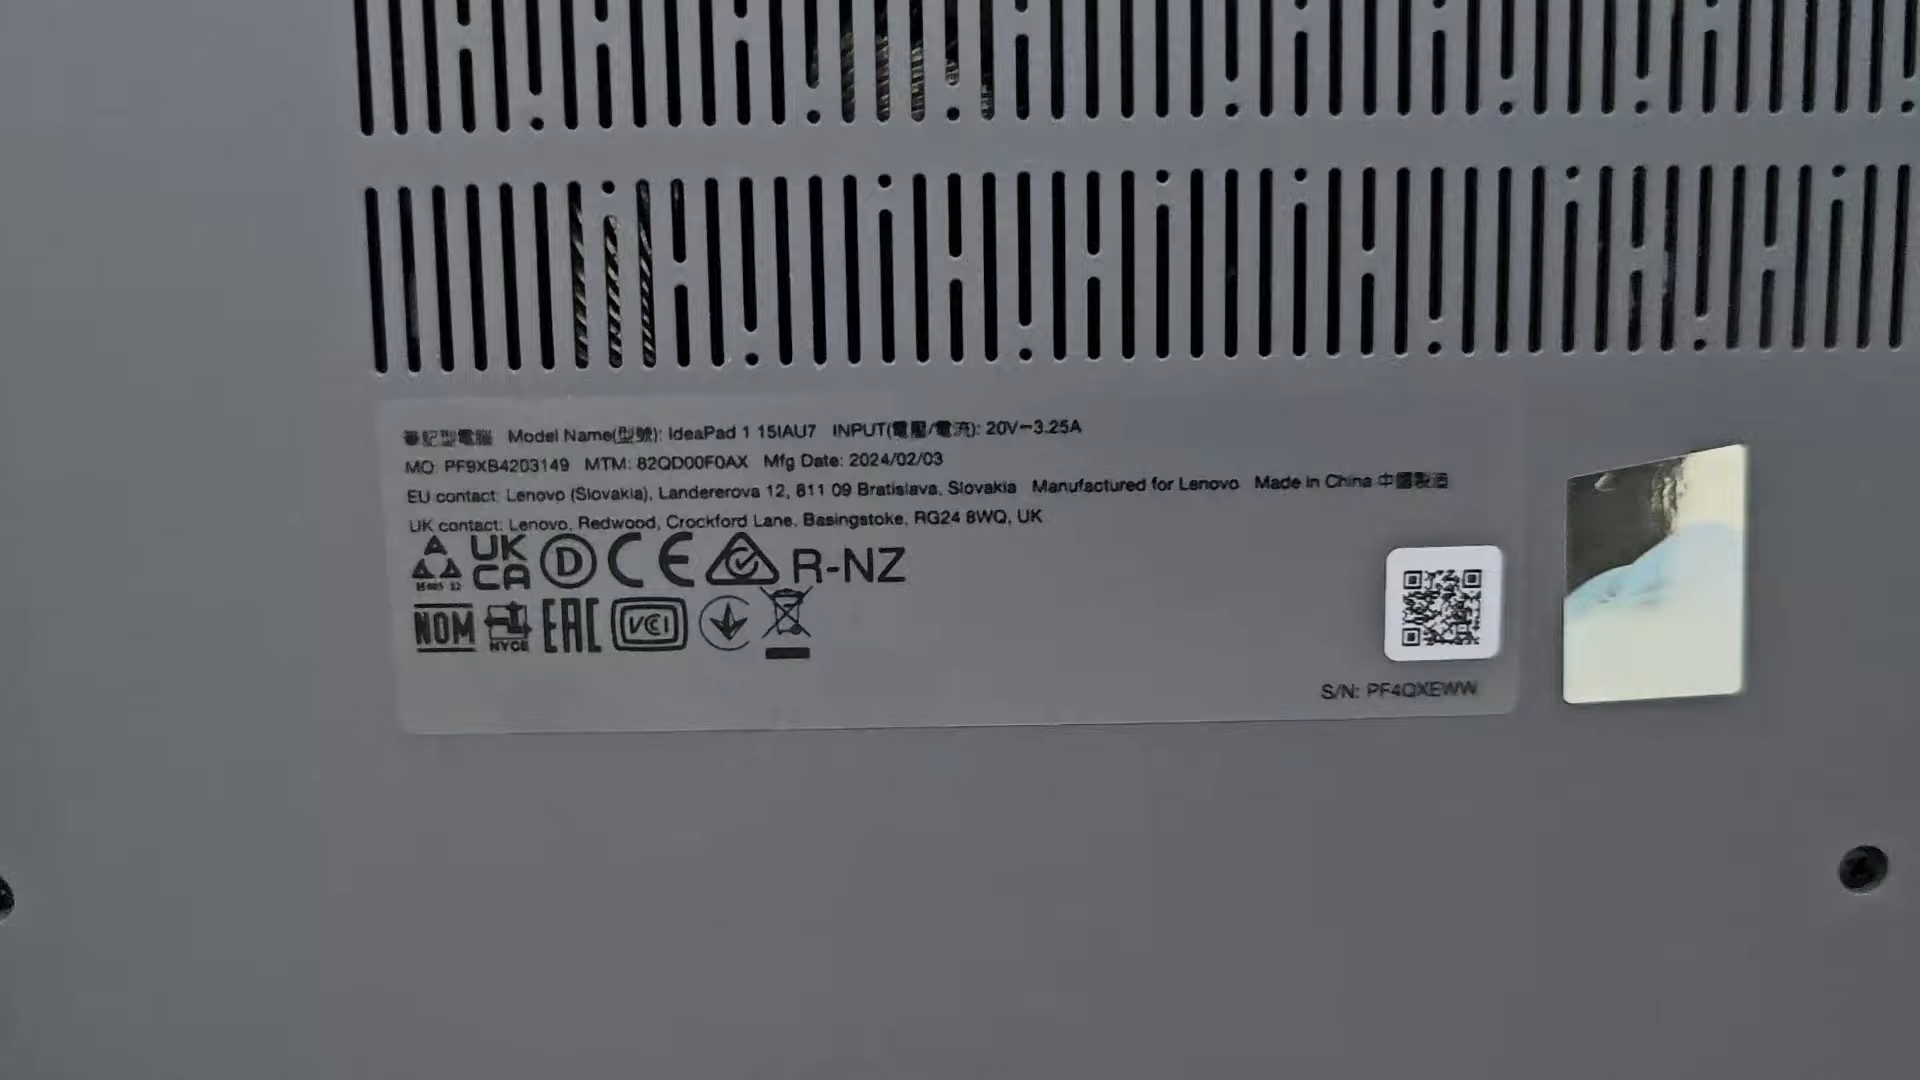 筆記型電腦 Model Name(型號): IdeaPad 1 15IAU7 INPUT(電壓/電流): 20V⎓3.25A
MO: PF9XB4203149 MTM: 82QD00F0AX Mfg Date: 2024/02/03
EU contact: Lenovo (Slovakia), Landererova 12, 811 09 Bratislava, Slovakia Manufactured for Lenovo Made in China 中國製造
UK contact: Lenovo, Redwood, Crockford Lane, Basingstoke, RG24 8WQ, UK
UK CA D CE R-NZ
NOM NYCE EAC VCCI
S/N: PF4QXEWW